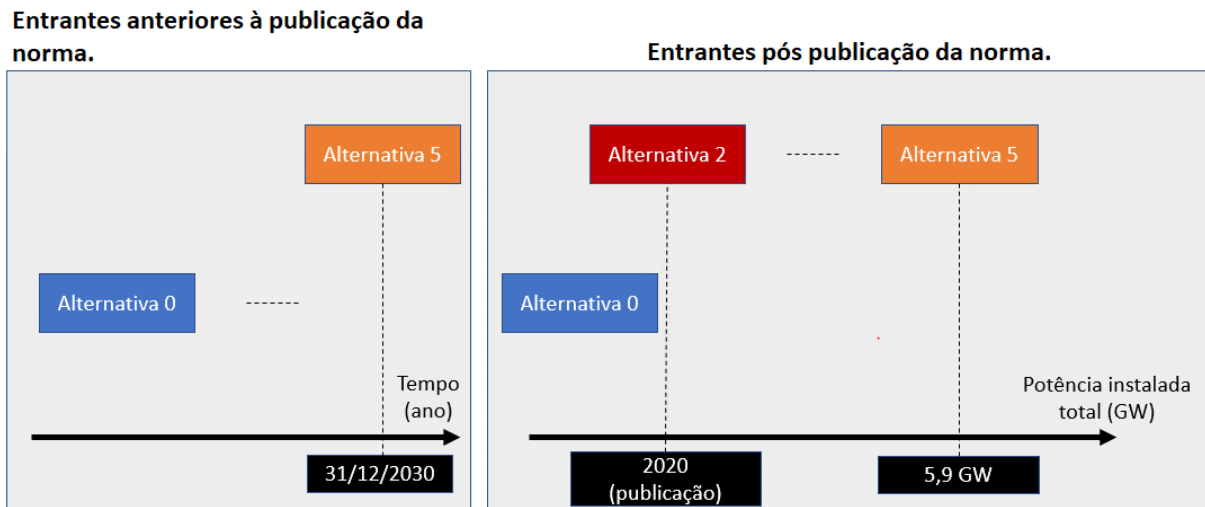 Entrantes anteriores à publicação da
norma.
Alternativa 5
Alternativa 0
-------
Tempo
(ano)
31/12/2030
Entrantes pós publicação da norma.
Alternativa 2
-------
Alternativa 5
Alternativa 0
Potência instalada
total (GW)
2020
(publicação)
5,9 GW